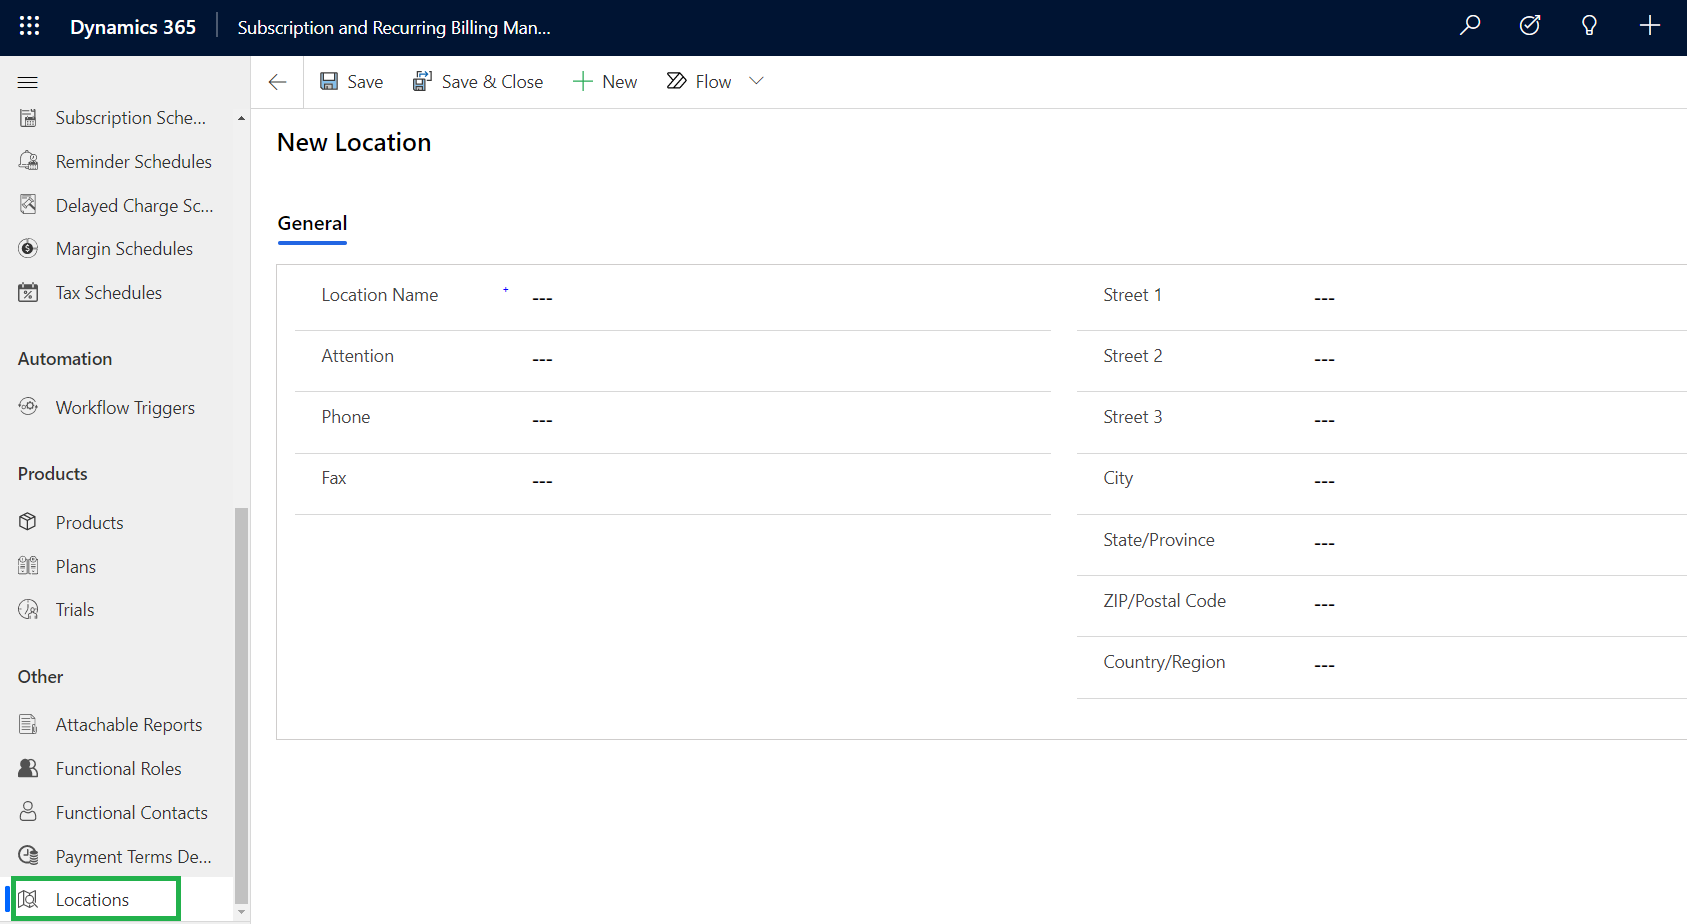 Dynamics 365
Subscription and Recurring Billing Man...
Save
Save & Close
New
Flow
Subscription Sche...
Reminder Schedules
Delayed Charge Sc...
Margin Schedules
Tax Schedules
Automation
Workflow Triggers
Products
Products
Plans
Trials
Other
Attachable Reports
Functional Roles
Functional Contacts
Payment Terms De...
Locations
New Location
General
Location Name + ---
Attention ---
Phone ---
Fax ---
Street 1 ---
Street 2 ---
Street 3 ---
City ---
State/Province ---
ZIP/Postal Code ---
Country/Region ---